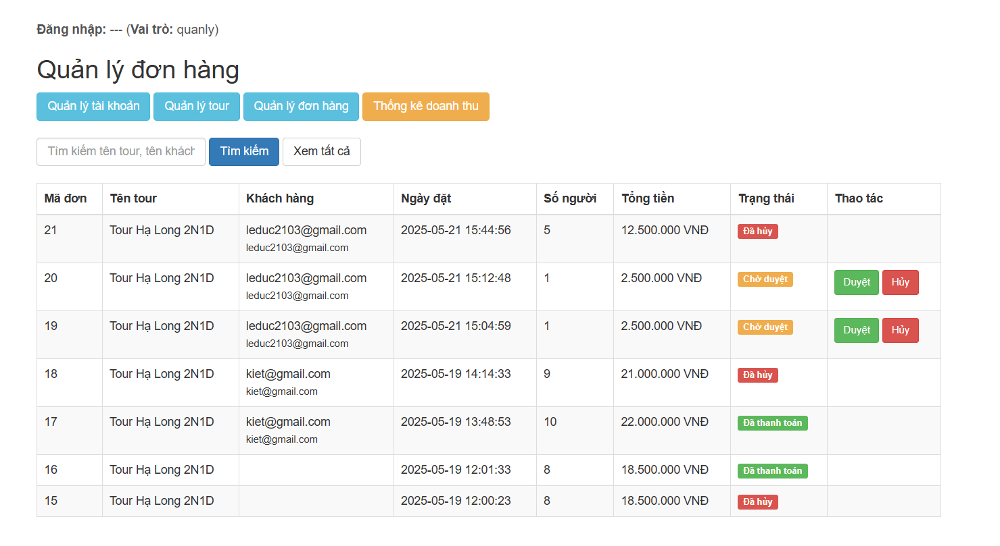 Đăng nhập: --- (Vai trò: quanly)
Quản lý đơn hàng
Quản lý tài khoản Quản lý tour Quản lý đơn hàng Thống kê doanh thu
Tìm kiếm tên tour, tên khách Tìm kiếm Xem tất cả
Mã đơn Tên tour Khách hàng Ngày đặt Số người Tổng tiền Trạng thái Thao tác
21 Tour Hạ Long 2N1D leduc2103@gmail.com 2025-05-21 15:44:56 5 12.500.000 VNĐ Đã hủy
leduc2103@gmail.com
20 Tour Hạ Long 2N1D leduc2103@gmail.com 2025-05-21 15:12:48 1 2.500.000 VNĐ Chờ duyệt Duyệt Hủy
leduc2103@gmail.com
19 Tour Hạ Long 2N1D leduc2103@gmail.com 2025-05-21 15:04:59 1 2.500.000 VNĐ Chờ duyệt Duyệt Hủy
leduc2103@gmail.com
18 Tour Hạ Long 2N1D kiet@gmail.com 2025-05-19 14:14:33 9 21.000.000 VNĐ Đã hủy
kiet@gmail.com
17 Tour Hạ Long 2N1D kiet@gmail.com 2025-05-19 13:48:53 10 22.000.000 VNĐ Đã thanh toán
kiet@gmail.com
16 Tour Hạ Long 2N1D 2025-05-19 12:01:33 8 18.500.000 VNĐ Đã thanh toán
15 Tour Hạ Long 2N1D 2025-05-19 12:00:23 8 18.500.000 VNĐ Đã hủy